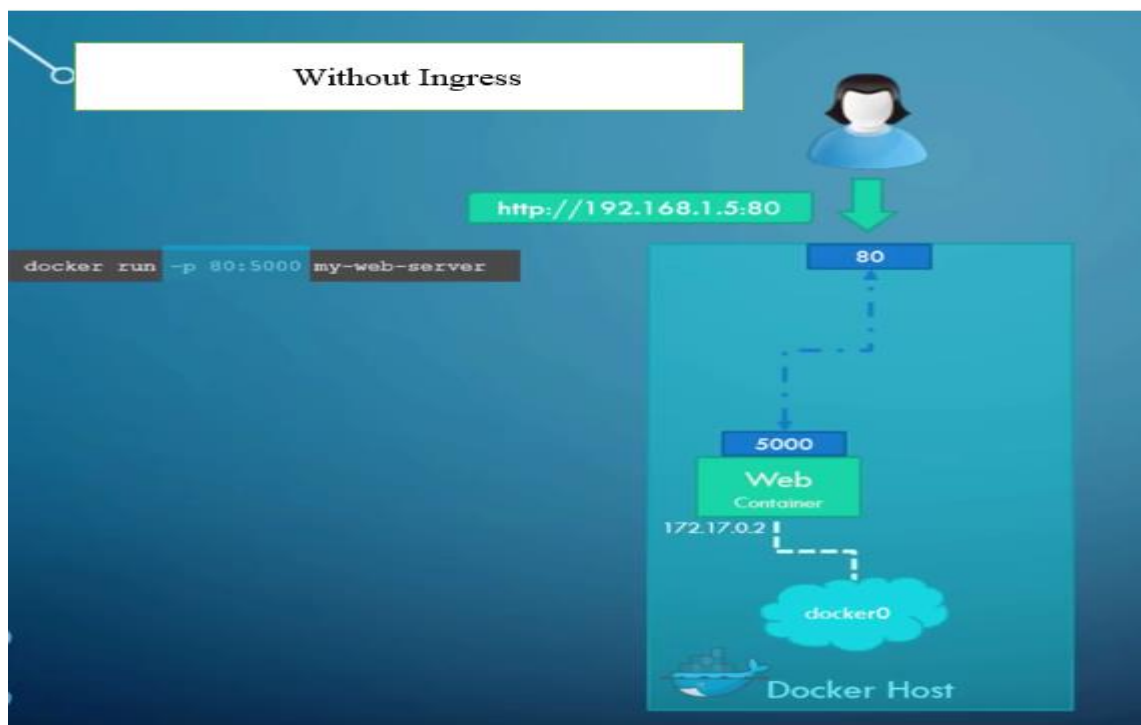 Without Ingress
http://192.168.1.5:80
docker run -p 80:5000 my-web-server
80
5000
Web
Container
172.17.0.2
docker0
Docker Host